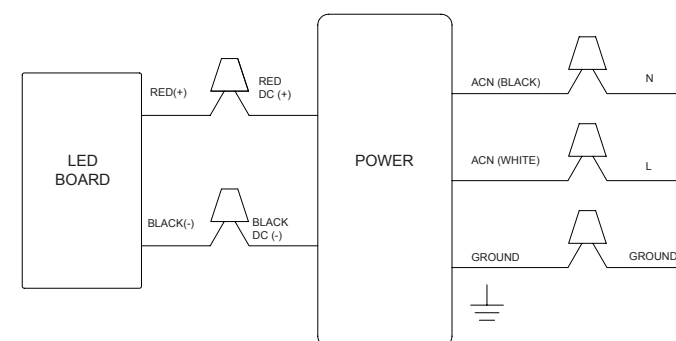 LED
BOARD
RED(+)
RED
DC (+)
BLACK(-)
BLACK
DC (-)
POWER
ACN (BLACK)
N
ACN (WHITE)
L
GROUND
GROUND